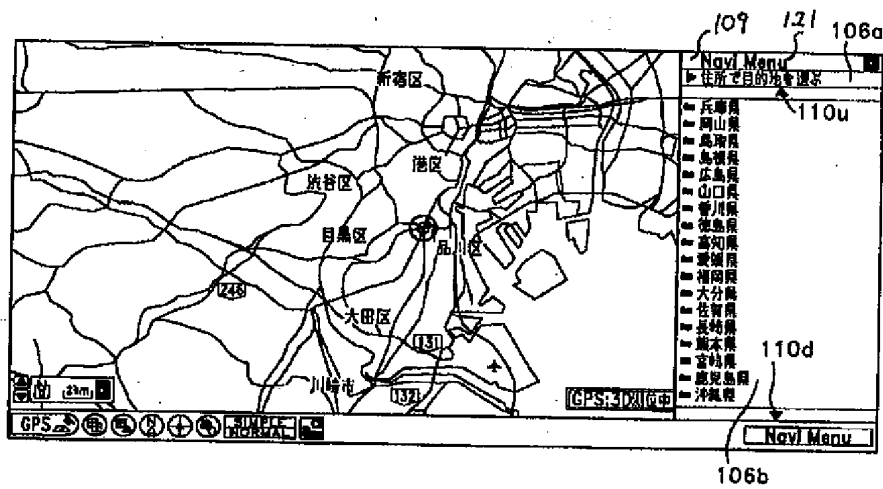 109 121 106a
Navi Menu
▶ 住所で目的地を選ぶ
110u
兵庫県
岡山県
鳥取県
島根県
広島県
山口県
香川県
徳島県
高知県
愛媛県
福岡県
大分県
佐賀県
長崎県
熊本県
宮崎県
鹿児島県
沖縄県
新宿区
港区
渋谷区
目黒区
品川区
246
大田区
131
川崎市
132
GPS:3D測位中
110d
GPS
SIMPLE
NORMAL
Navi Menu
106b